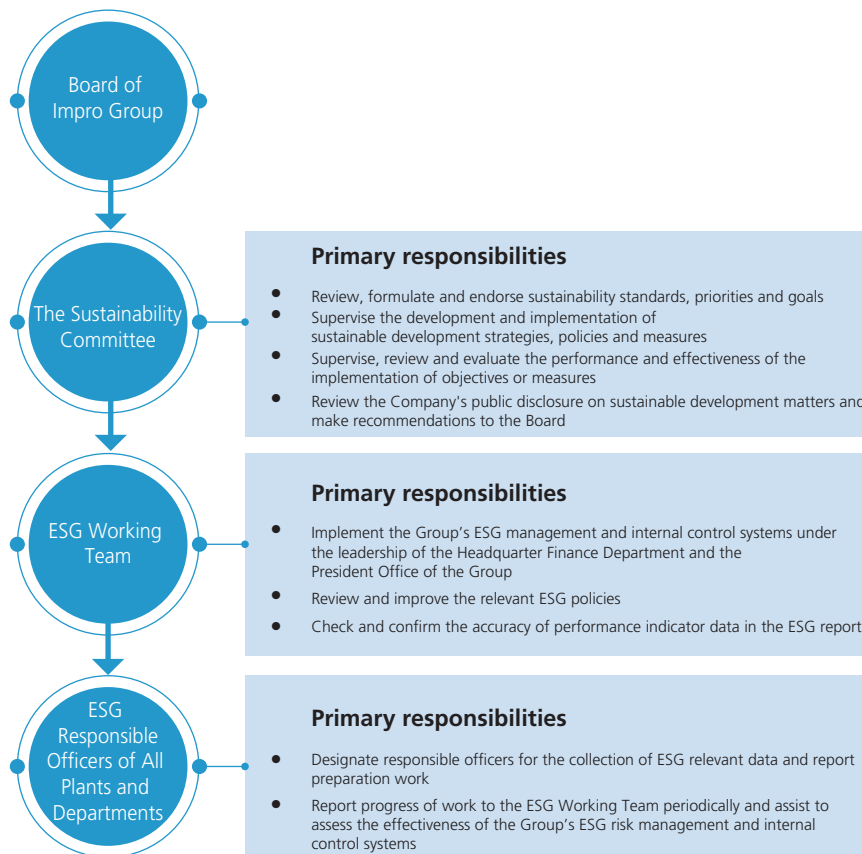 Board of
Impro Group
The Sustainability
Committee
Primary responsibilities
• Review, formulate and endorse sustainability standards, priorities and goals
• Supervise the development and implementation of
sustainable development strategies, policies and measures
• Supervise, review and evaluate the performance and effectiveness of the
implementation of objectives or measures
• Review the Company's public disclosure on sustainable development matters and
make recommendations to the Board
ESG Working
Team
Primary responsibilities
• Implement the Group’s ESG management and internal control systems under
the leadership of the Headquarter Finance Department and the
President Office of the Group
• Review and improve the relevant ESG policies
• Check and confirm the accuracy of performance indicator data in the ESG report
ESG
Responsible
Officers of All
Plants and
Departments
Primary responsibilities
• Designate responsible officers for the collection of ESG relevant data and report
preparation work
• Report progress of work to the ESG Working Team periodically and assist to
assess the effectiveness of the Group’s ESG risk management and internal
control systems